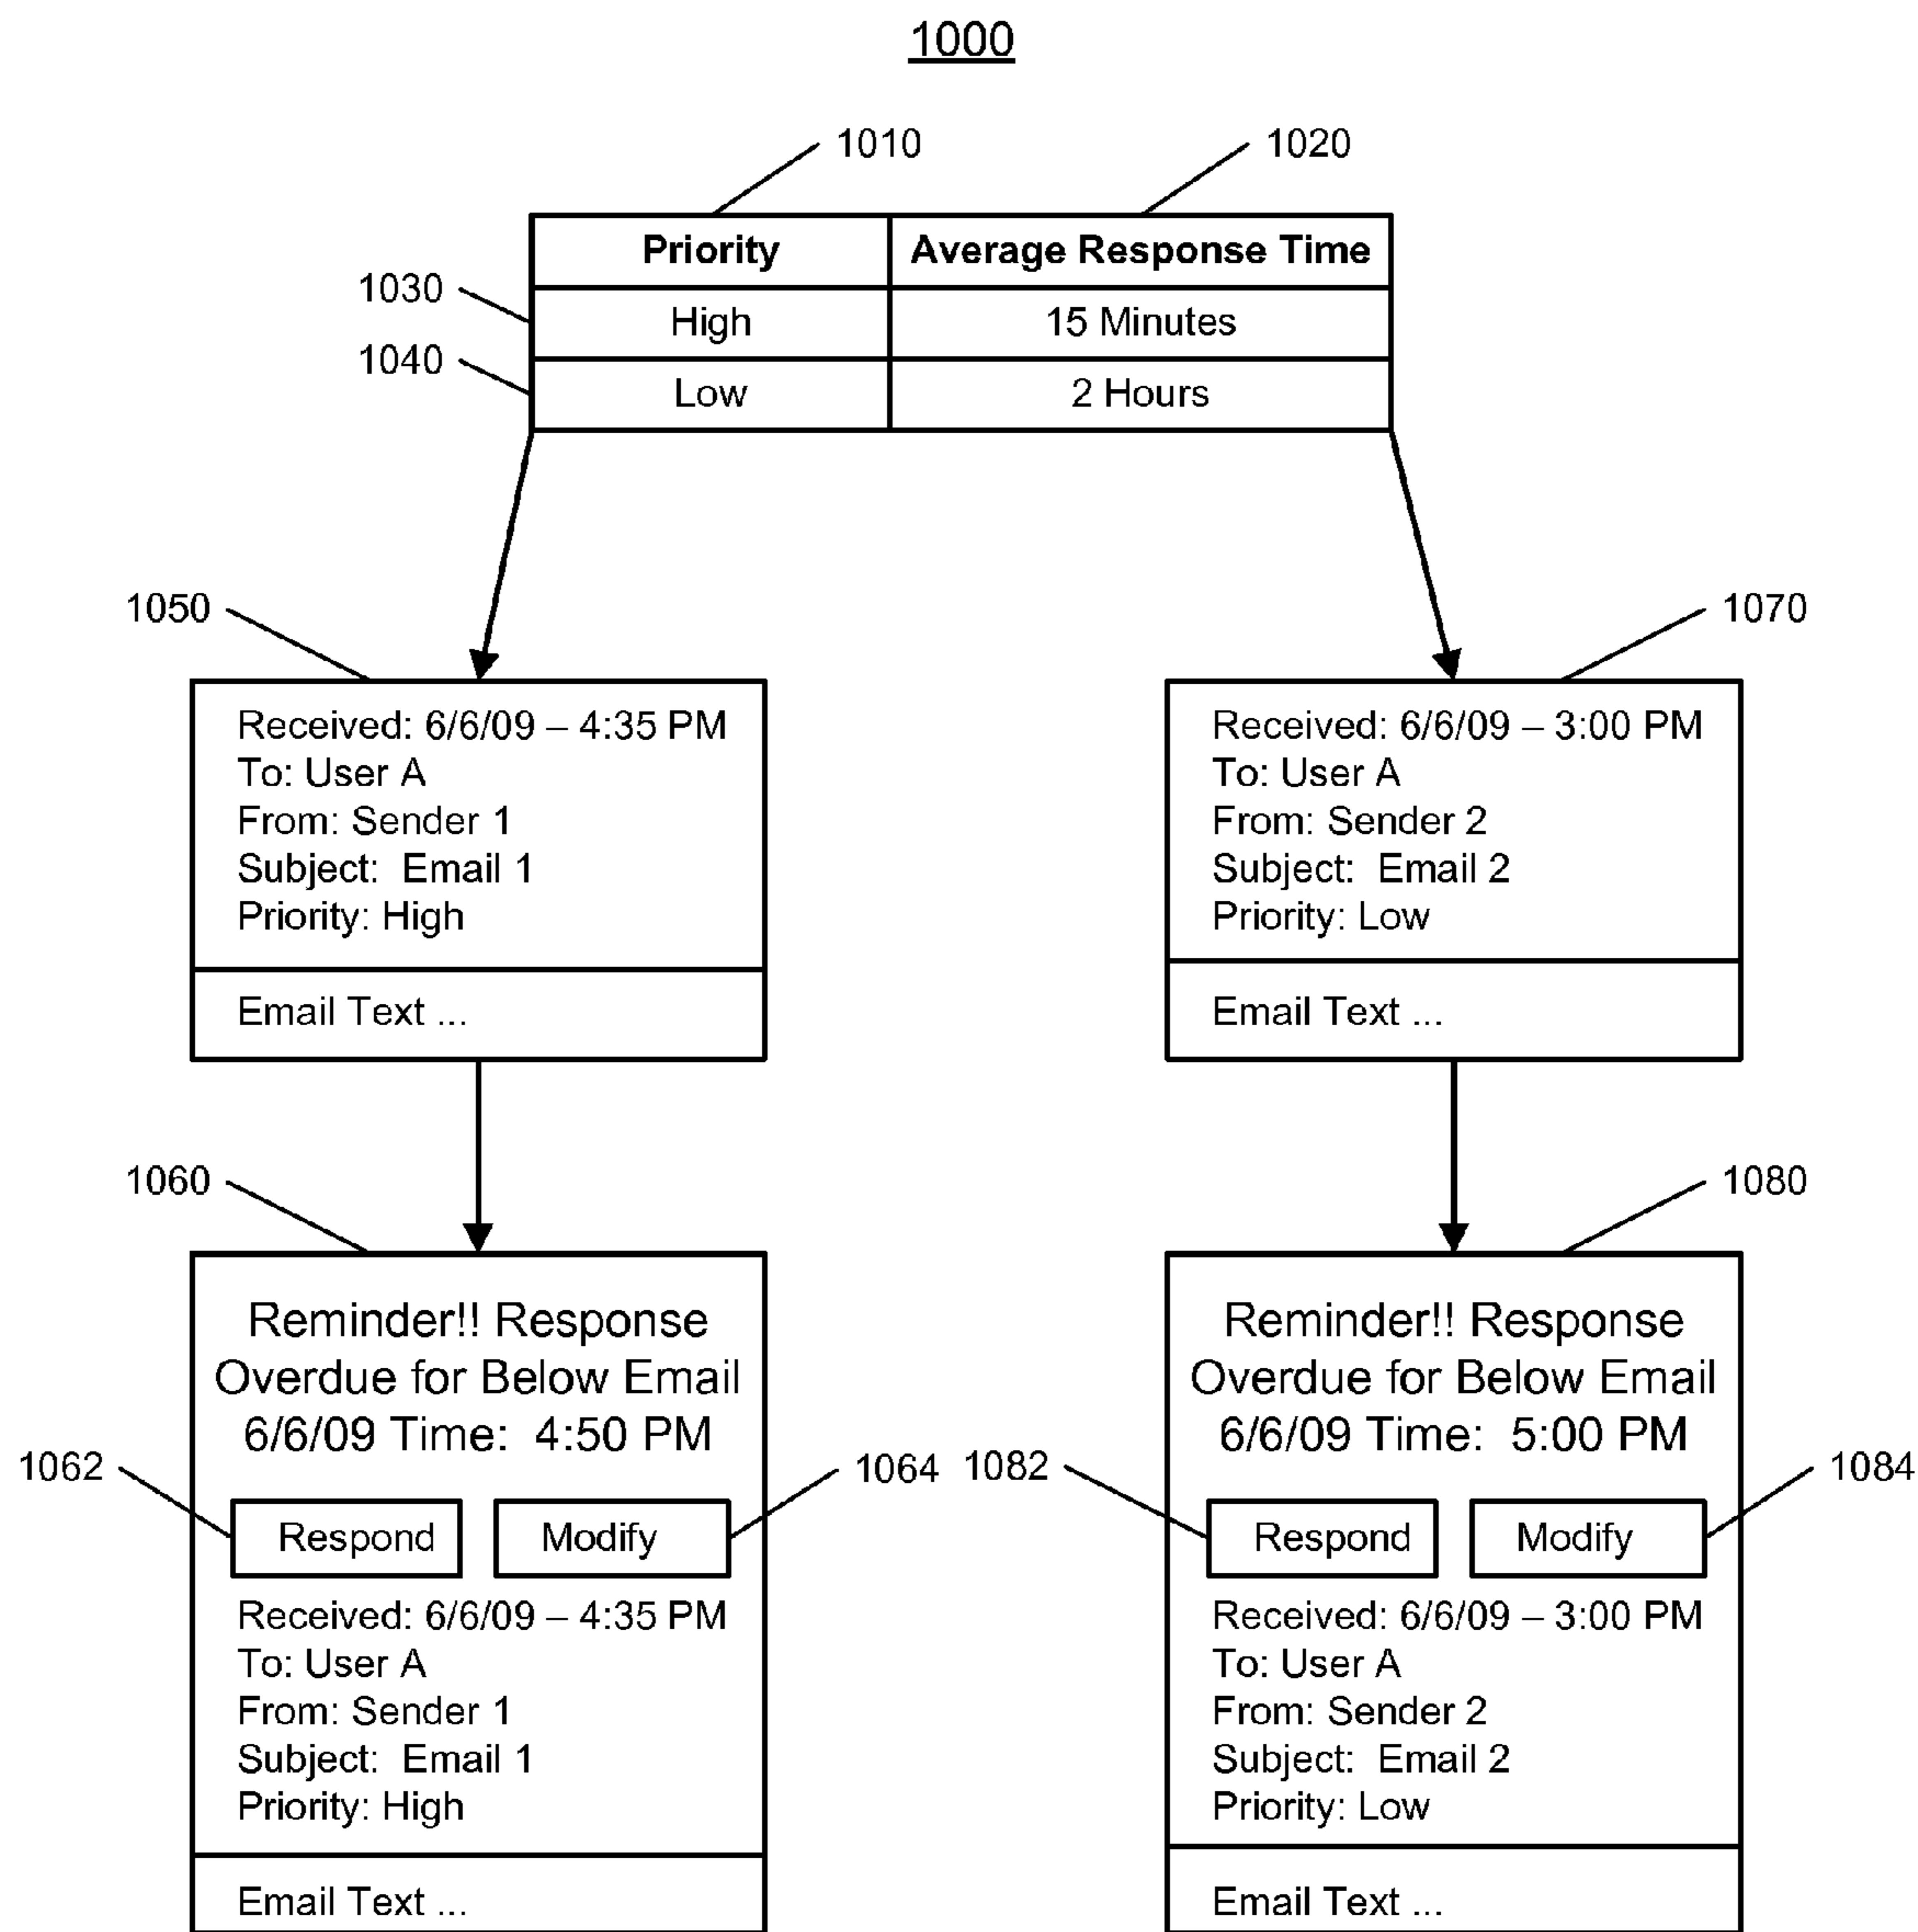 1000
1010
1020
Priority Average Response Time
1030
High 15 Minutes
1040
Low 2 Hours
1050
Received: 6/6/09 – 4:35 PM
To: User A
From: Sender 1
Subject:  Email 1
Priority: High
Email Text ...
1070
Received: 6/6/09 – 3:00 PM
To: User A
From: Sender 2
Subject:  Email 2
Priority: Low
Email Text ...
1060
Reminder!! Response
Overdue for Below Email
6/6/09 Time:  4:50 PM
1062
1064
Respond
Modify
Received: 6/6/09 – 4:35 PM
To: User A
From: Sender 1
Subject:  Email 1
Priority: High
Email Text ...
1080
Reminder!! Response
Overdue for Below Email
6/6/09 Time:  5:00 PM
1082
1084
Respond
Modify
Received: 6/6/09 – 3:00 PM
To: User A
From: Sender 2
Subject:  Email 2
Priority: Low
Email Text ...